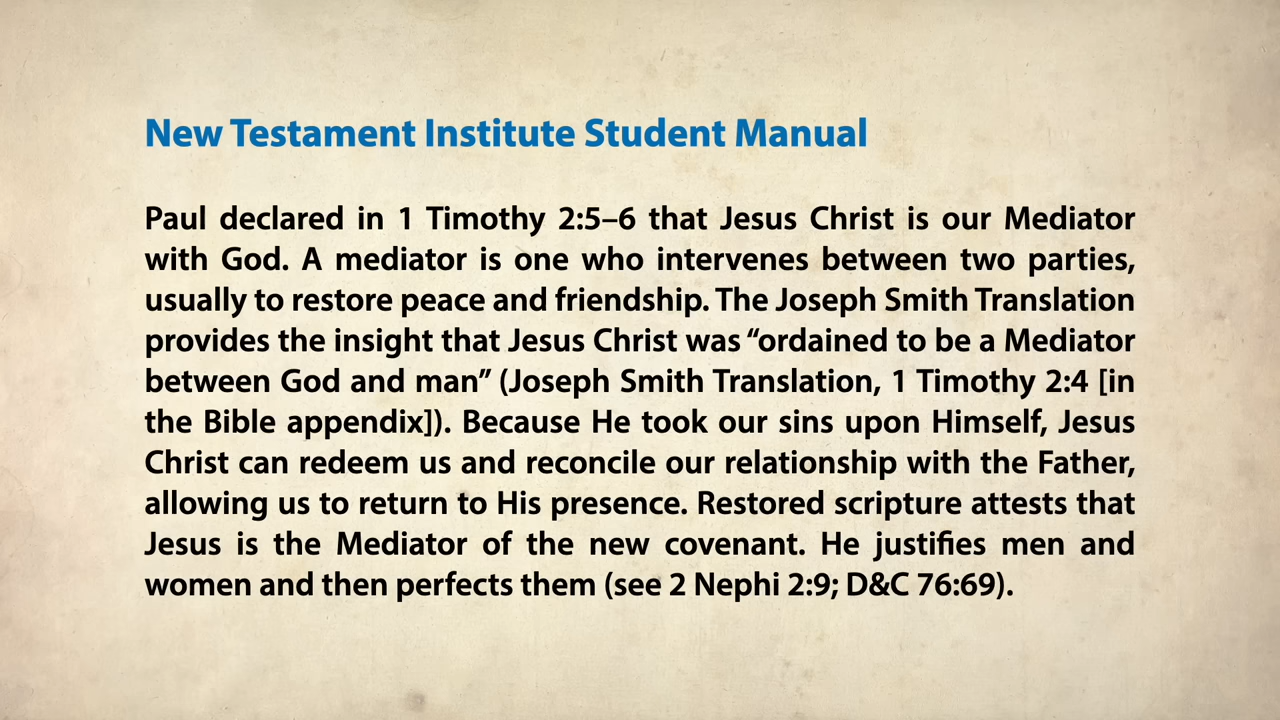 New Testament Institute Student Manual
Paul declared in 1 Timothy 2:5–6 that Jesus Christ is our Mediator
with God. A mediator is one who intervenes between two parties,
usually to restore peace and friendship. The Joseph Smith Translation
provides the insight that Jesus Christ was “ordained to be a Mediator
between God and man” (Joseph Smith Translation, 1 Timothy 2:4 [in
the Bible appendix]). Because He took our sins upon Himself, Jesus
Christ can redeem us and reconcile our relationship with the Father,
allowing us to return to His presence. Restored scripture attests that
Jesus is the Mediator of the new covenant. He justifies men and
women and then perfects them (see 2 Nephi 2:9; D&C 76:69).